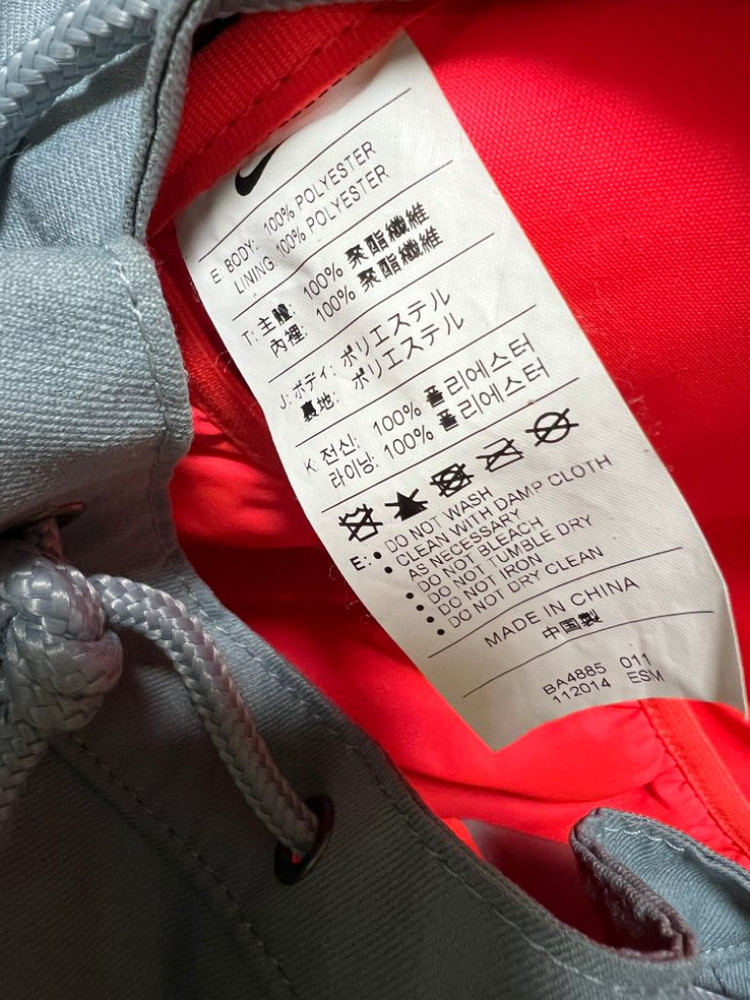 E: BODY: 100% POLYESTER
LINING 100% POLYESTER
T: 主體: 100% 聚酯纖維
內裡: 100% 聚酯纖維
J: ボディ: ポリエステル
裏地: ポリエステル
K: 전신: 100% 폴리에스터
라이닝: 100% 폴리에스터
E: • DO NOT WASH
• CLEAN WITH DAMP CLOTH
AS NECESSARY
• DO NOT BLEACH
• DO NOT TUMBLE DRY
• DO NOT IRON
• DO NOT DRY CLEAN
MADE IN CHINA
中国製
BA4885 011
112014 ESM